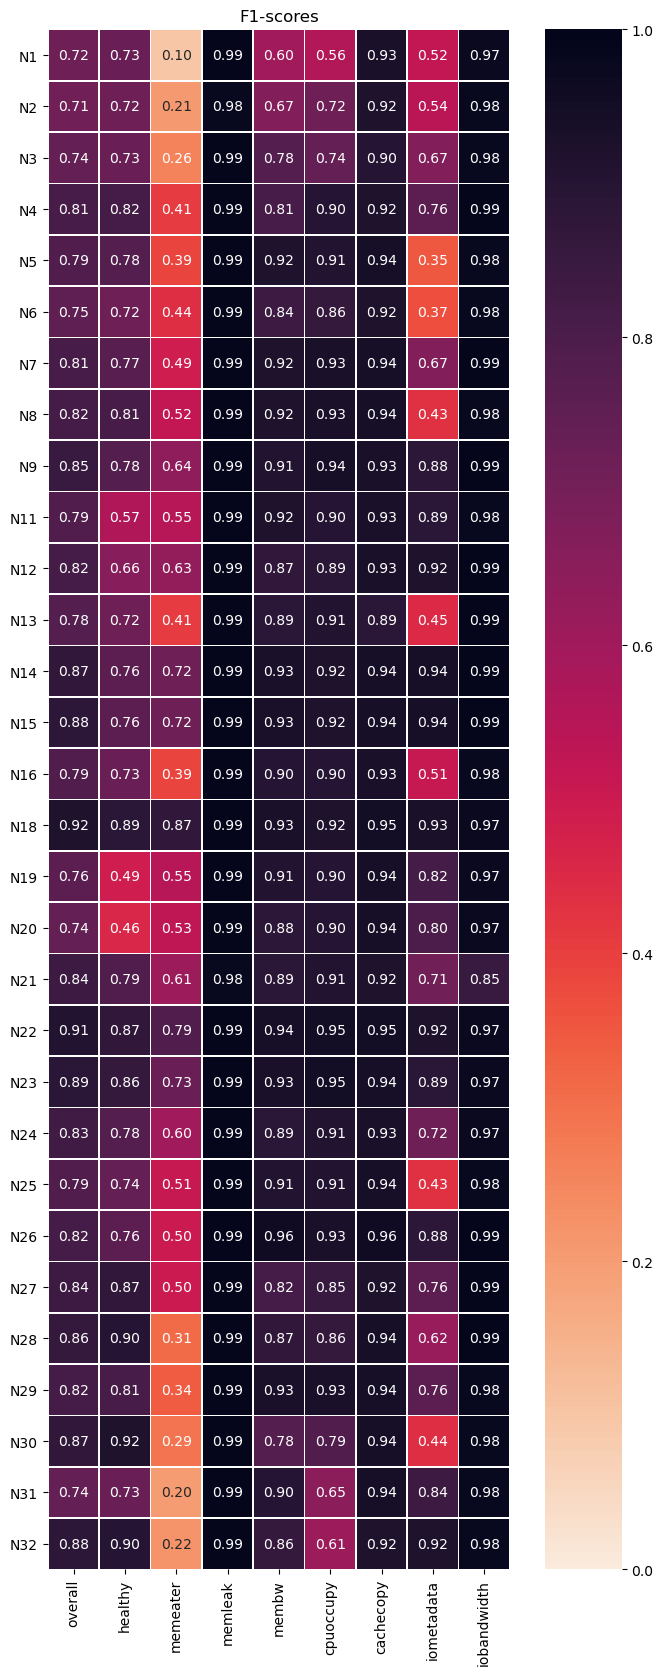 F1-scores
N1 0.72 0.73 0.10 0.99 0.60 0.56 0.93 0.52 0.97
N2 0.71 0.72 0.21 0.98 0.67 0.72 0.92 0.54 0.98
N3 0.74 0.73 0.26 0.99 0.78 0.74 0.90 0.67 0.98
N4 0.81 0.82 0.41 0.99 0.81 0.90 0.92 0.76 0.99
N5 0.79 0.78 0.39 0.99 0.92 0.91 0.94 0.35 0.98
N6 0.75 0.72 0.44 0.99 0.84 0.86 0.92 0.37 0.98
N7 0.81 0.77 0.49 0.99 0.92 0.93 0.94 0.67 0.99
N8 0.82 0.81 0.52 0.99 0.92 0.93 0.94 0.43 0.98
N9 0.85 0.78 0.64 0.99 0.91 0.94 0.93 0.88 0.99
N11 0.79 0.57 0.55 0.99 0.92 0.90 0.93 0.89 0.98
N12 0.82 0.66 0.63 0.99 0.87 0.89 0.93 0.92 0.99
N13 0.78 0.72 0.41 0.99 0.89 0.91 0.89 0.45 0.99
N14 0.87 0.76 0.72 0.99 0.93 0.92 0.94 0.94 0.99
N15 0.88 0.76 0.72 0.99 0.93 0.92 0.94 0.94 0.99
N16 0.79 0.73 0.39 0.99 0.90 0.90 0.93 0.51 0.98
N18 0.92 0.89 0.87 0.99 0.93 0.92 0.95 0.93 0.97
N19 0.76 0.49 0.55 0.99 0.91 0.90 0.94 0.82 0.97
N20 0.74 0.46 0.53 0.99 0.88 0.90 0.94 0.80 0.97
N21 0.84 0.79 0.61 0.98 0.89 0.91 0.92 0.71 0.85
N22 0.91 0.87 0.79 0.99 0.94 0.95 0.95 0.92 0.97
N23 0.89 0.86 0.73 0.99 0.93 0.95 0.94 0.89 0.97
N24 0.83 0.78 0.60 0.99 0.89 0.91 0.93 0.72 0.97
N25 0.79 0.74 0.51 0.99 0.91 0.91 0.94 0.43 0.98
N26 0.82 0.76 0.50 0.99 0.96 0.93 0.96 0.88 0.99
N27 0.84 0.87 0.50 0.99 0.82 0.85 0.92 0.76 0.99
N28 0.86 0.90 0.31 0.99 0.87 0.86 0.94 0.62 0.99
N29 0.82 0.81 0.34 0.99 0.93 0.93 0.94 0.76 0.98
N30 0.87 0.92 0.29 0.99 0.78 0.79 0.94 0.44 0.98
N31 0.74 0.73 0.20 0.99 0.90 0.65 0.94 0.84 0.98
N32 0.88 0.90 0.22 0.99 0.86 0.61 0.92 0.92 0.98
overall healthy memeater memleak membw cpuoccupy cachecopy iometadata iobandwidth
1.0
0.8
0.6
0.4
0.2
0.0